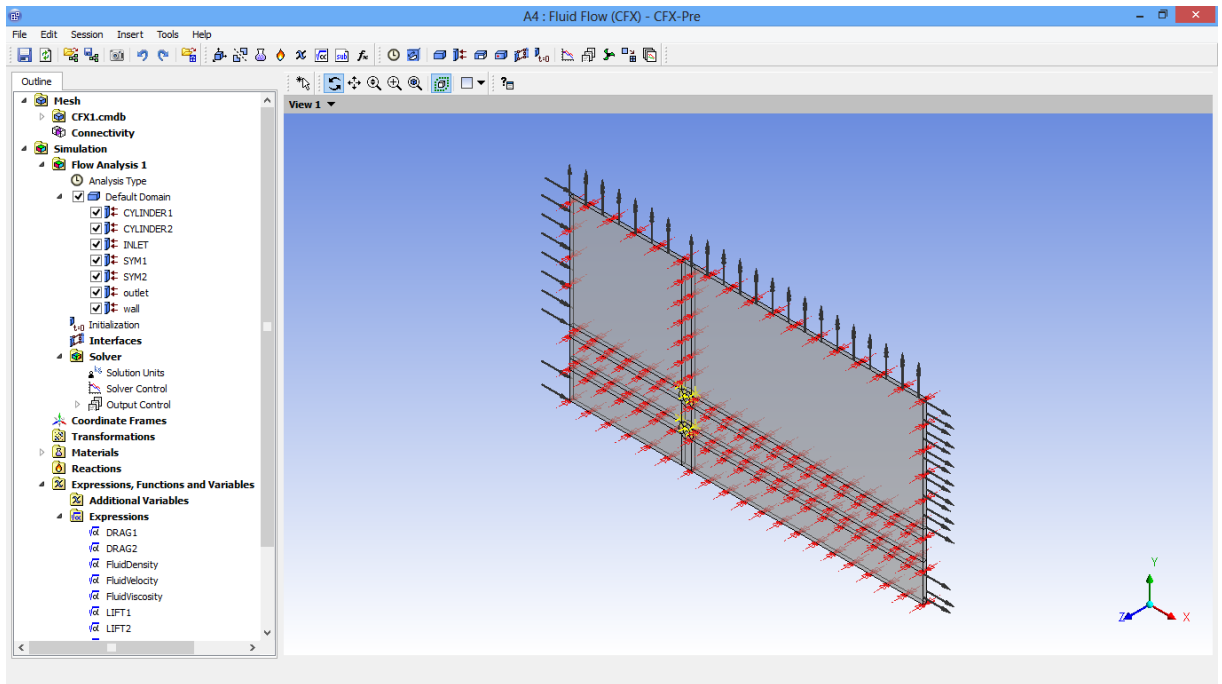 A4 : Fluid Flow (CFX) - CFX-Pre
File Edit Session Insert Tools Help
Outline
View 1
Mesh
CFX1.cmdb
Connectivity
Simulation
Flow Analysis 1
Analysis Type
Default Domain
CYLINDER1
CYLINDER2
INLET
SYM1
SYM2
outlet
wall
t=0 Initialization
Interfaces
Solver
Solution Units
Solver Control
Output Control
Coordinate Frames
Transformations
Materials
Reactions
Expressions, Functions and Variables
Additional Variables
Expressions
DRAG1
DRAG2
FluidDensity
FluidVelocity
FluidViscosity
LIFT1
LIFT2
Y
Z X